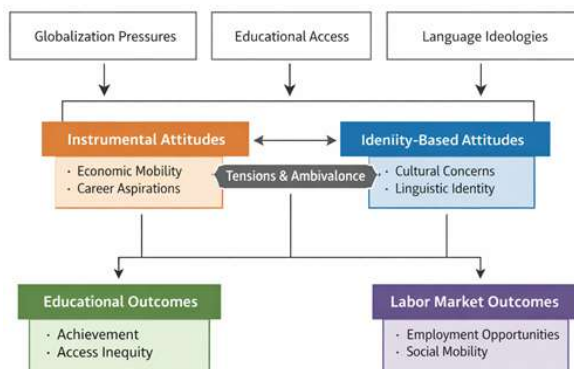 Globalization Pressures
Educational Access
Language Ideologies
Instrumental Attitudes
· Economic Mobility
· Career Aspirations
Tensions & Ambivalonce
Ideniity-Based Attitudes
· Cultural Concerns
· Linguistic Identity
Educational Outcomes
· Achievement
· Access Inequity
Labor Market Outcomes
· Employment Opportunities
· Social Mobility